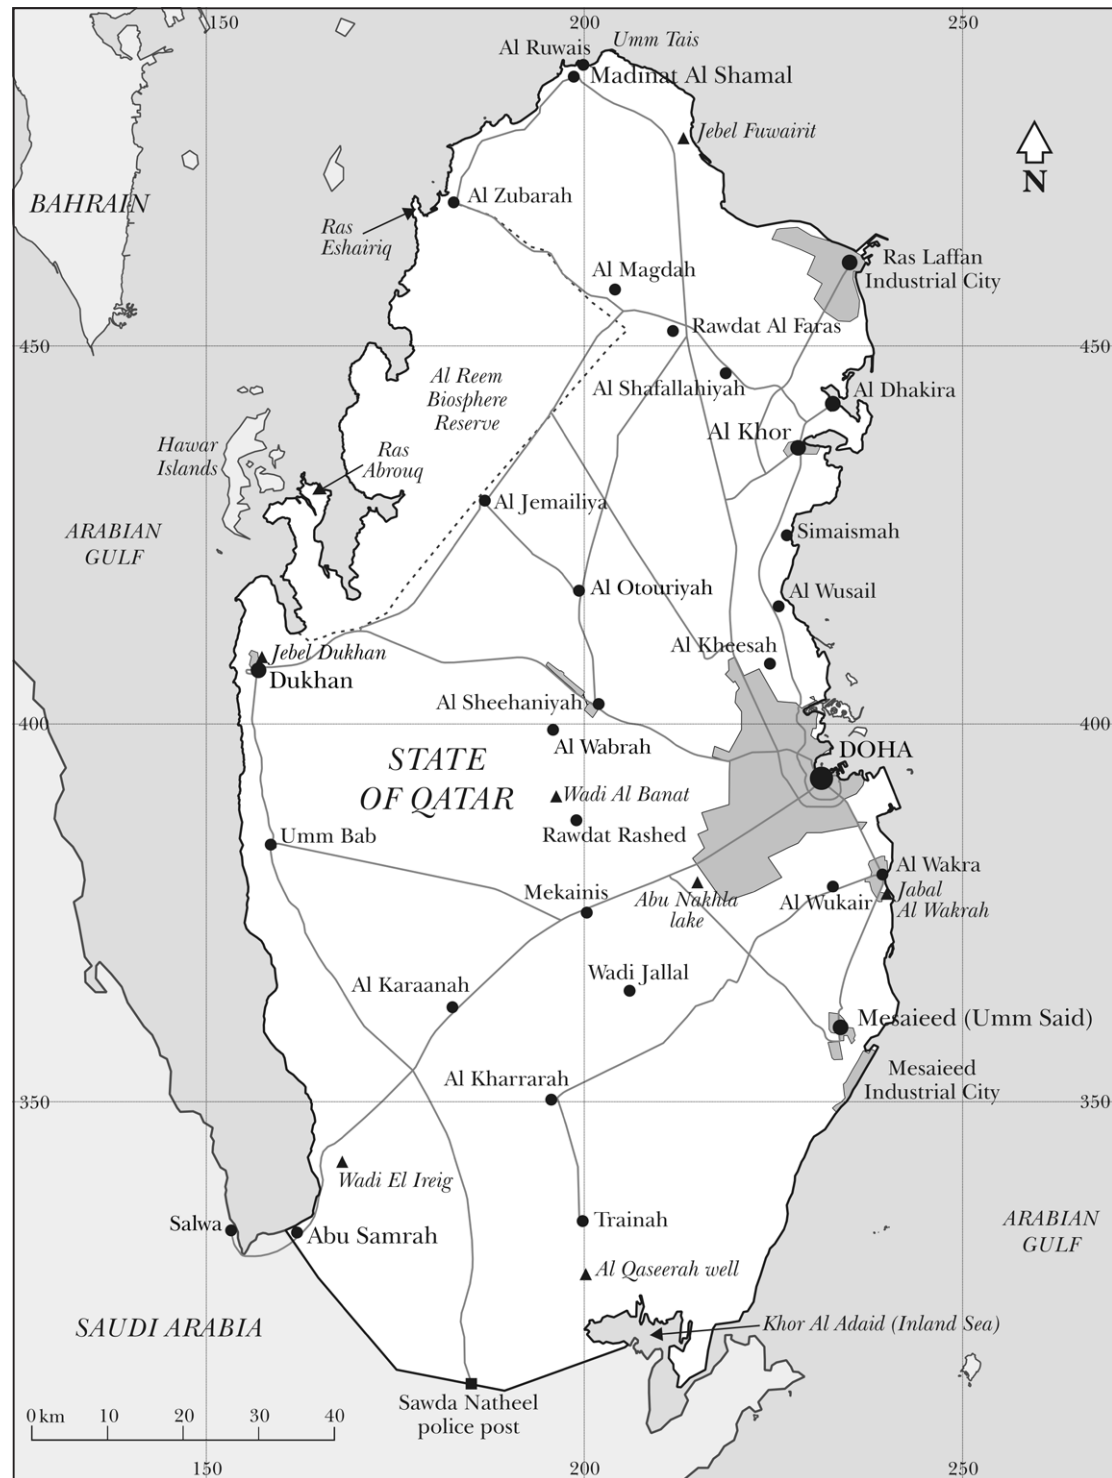 150
200
250
Al Ruwais
Umm Tais
Madinat Al Shamal
Jebel Fuwairit
N
BAHRAIN
Al Zubarah
Ras
Eshairiq
Al Magdah
Ras Laffan
Industrial City
Rawdat Al Faras
450
450
Al Reem
Biosphere
Reserve
Al Shafallahiyah
Al Dhakira
Al Khor
Hawar
Islands
Ras
Abrouq
Al Jemailiya
ARABIAN
GULF
Simaismah
Al Otouriyah
Al Wusail
Al Kheesah
Jebel Dukhan
Dukhan
Al Sheehaniyah
400
400
Al Wabrah
STATE
OF QATAR
DOHA
Wadi Al Banat
Rawdat Rashed
Umm Bab
Al Wakra
Mekainis
Abu Nakhla
lake
Al Wukair
Jabal
Al Wakrah
Wadi Jallal
Al Karaanah
Mesaieed (Umm Said)
Al Kharrarah
Mesaieed
Industrial City
350
350
Wadi El Ireig
Salwa
Abu Samrah
Trainah
ARABIAN
GULF
Al Qaseerah well
SAUDI ARABIA
Khor Al Adaid (Inland Sea)
Sawda Natheel
police post
0 km
10
20
30
40
150
200
250